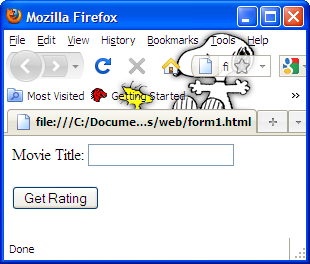 Mozilla Firefox
File Edit View History Bookmarks Tools Help
Most Visited Getting Started »
file:///C:/Docume...s/web/form1.html
Movie Title:
Get Rating
Done